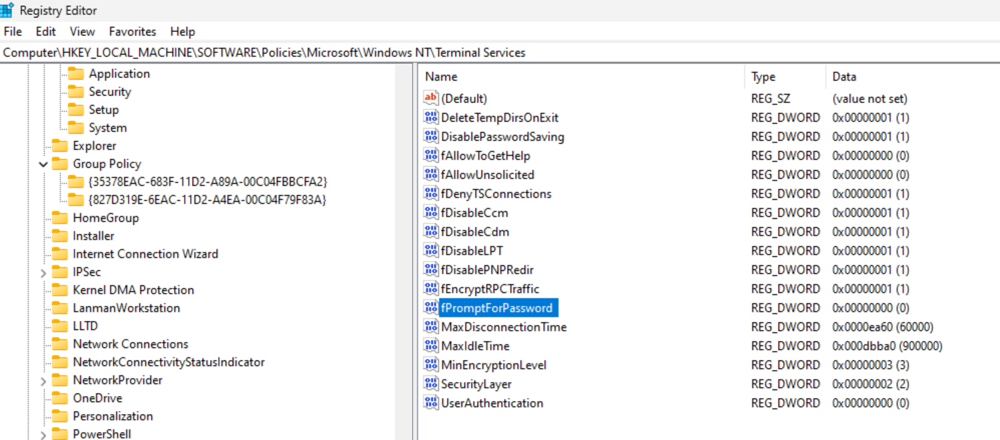 Registry Editor
File Edit View Favorites Help
Computer\HKEY_LOCAL_MACHINE\SOFTWARE\Policies\Microsoft\Windows NT\Terminal Services
Application
Security
Setup
System
Explorer
Group Policy
{35378EAC-683F-11D2-A89A-00C04FBBCFA2}
{827D319E-6EAC-11D2-A4EA-00C04F79F83A}
HomeGroup
Installer
Internet Connection Wizard
IPSec
Kernel DMA Protection
LanmanWorkstation
LLTD
Network Connections
NetworkConnectivityStatusIndicator
NetworkProvider
OneDrive
Personalization
PowerShell
Name Type Data
(Default) REG_SZ (value not set)
DeleteTempDirsOnExit REG_DWORD 0x00000001 (1)
DisablePasswordSaving REG_DWORD 0x00000001 (1)
fAllowToGetHelp REG_DWORD 0x00000000 (0)
fAllowUnsolicited REG_DWORD 0x00000000 (0)
fDenyTSConnections REG_DWORD 0x00000001 (1)
fDisableCcm REG_DWORD 0x00000001 (1)
fDisableCdm REG_DWORD 0x00000001 (1)
fDisableLPT REG_DWORD 0x00000001 (1)
fDisablePNPRedir REG_DWORD 0x00000001 (1)
fEncryptRPCTraffic REG_DWORD 0x00000001 (1)
fPromptForPassword REG_DWORD 0x00000000 (0)
MaxDisconnectionTime REG_DWORD 0x0000ea60 (60000)
MaxIdleTime REG_DWORD 0x000dbba0 (900000)
MinEncryptionLevel REG_DWORD 0x00000003 (3)
SecurityLayer REG_DWORD 0x00000002 (2)
UserAuthentication REG_DWORD 0x00000000 (0)